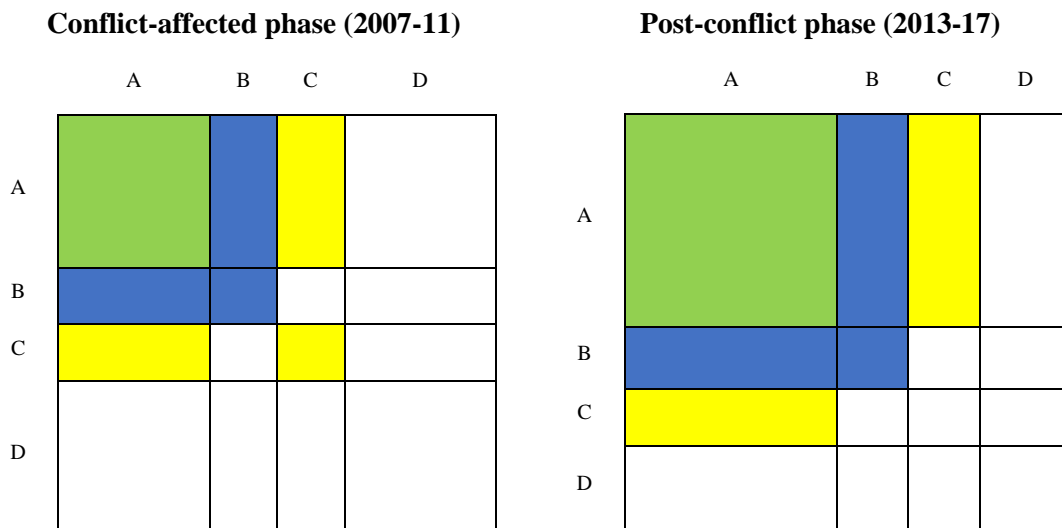 Conflict-affected phase (2007-11)
A B C D
A
B
C
D
Post-conflict phase (2013-17)
A B C D
A
B
C
D